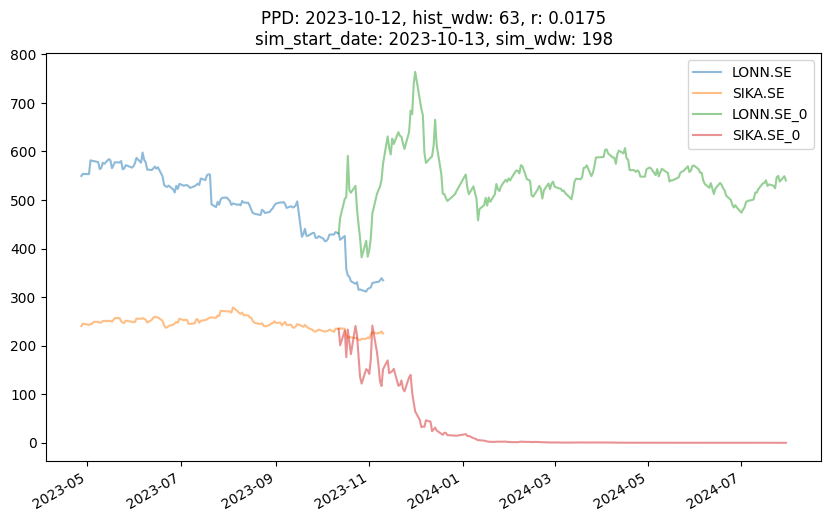 PPD: 2023-10-12, hist_wdw: 63, r: 0.0175
sim_start_date: 2023-10-13, sim_wdw: 198
800
700
600
500
400
300
200
100
0
LONN.SE
SIKA.SE
LONN.SE_0
SIKA.SE_0
2023-05
2023-07
2023-09
2023-11
2024-01
2024-03
2024-05
2024-07